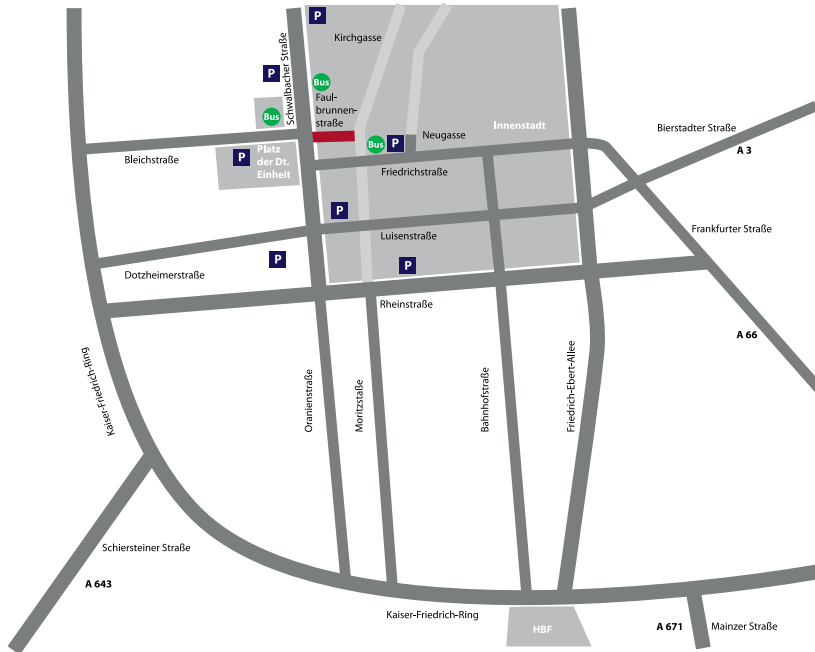 P
Kirchgasse
Schwalbacher Straße
P
Bus
Faul-
brunnen-
straße
Bus
Neugasse
Innenstadt
Bierstadter Straße
A 3
Bus
P
Platz
der Dt.
Einheit
P
Bleichstraße
Friedrichstraße
P
Luisenstraße
Frankfurter Straße
Dotzheimerstraße
P
P
Rheinstraße
A 66
Kaiser-Friedrich-Ring
Oranienstraße
Moritzstaße
Bahnhofstraße
Friedrich-Ebert-Allee
Schiersteiner Straße
A 643
Kaiser-Friedrich-Ring
HBF
A 671
Mainzer Straße